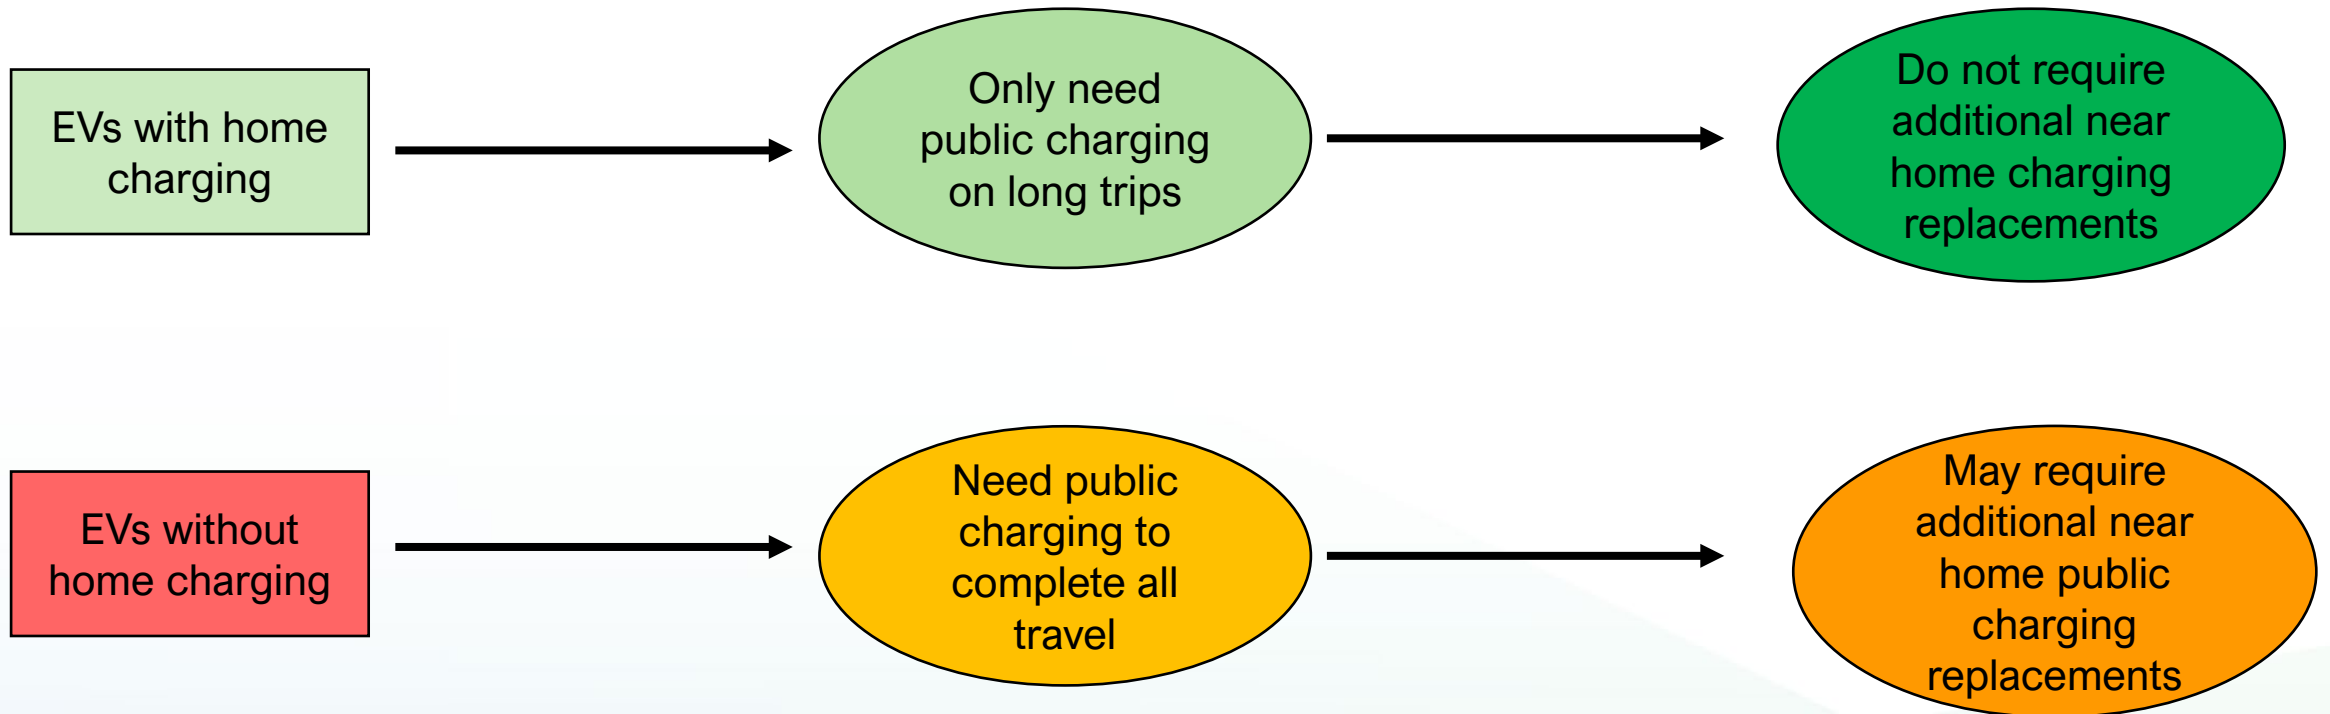 EVs with home
charging
Only need
public charging
on long trips
Do not require
additional near
home charging
replacements
EVs without
home charging
Need public
charging to
complete all
travel
May require
additional near
home public
charging
replacements